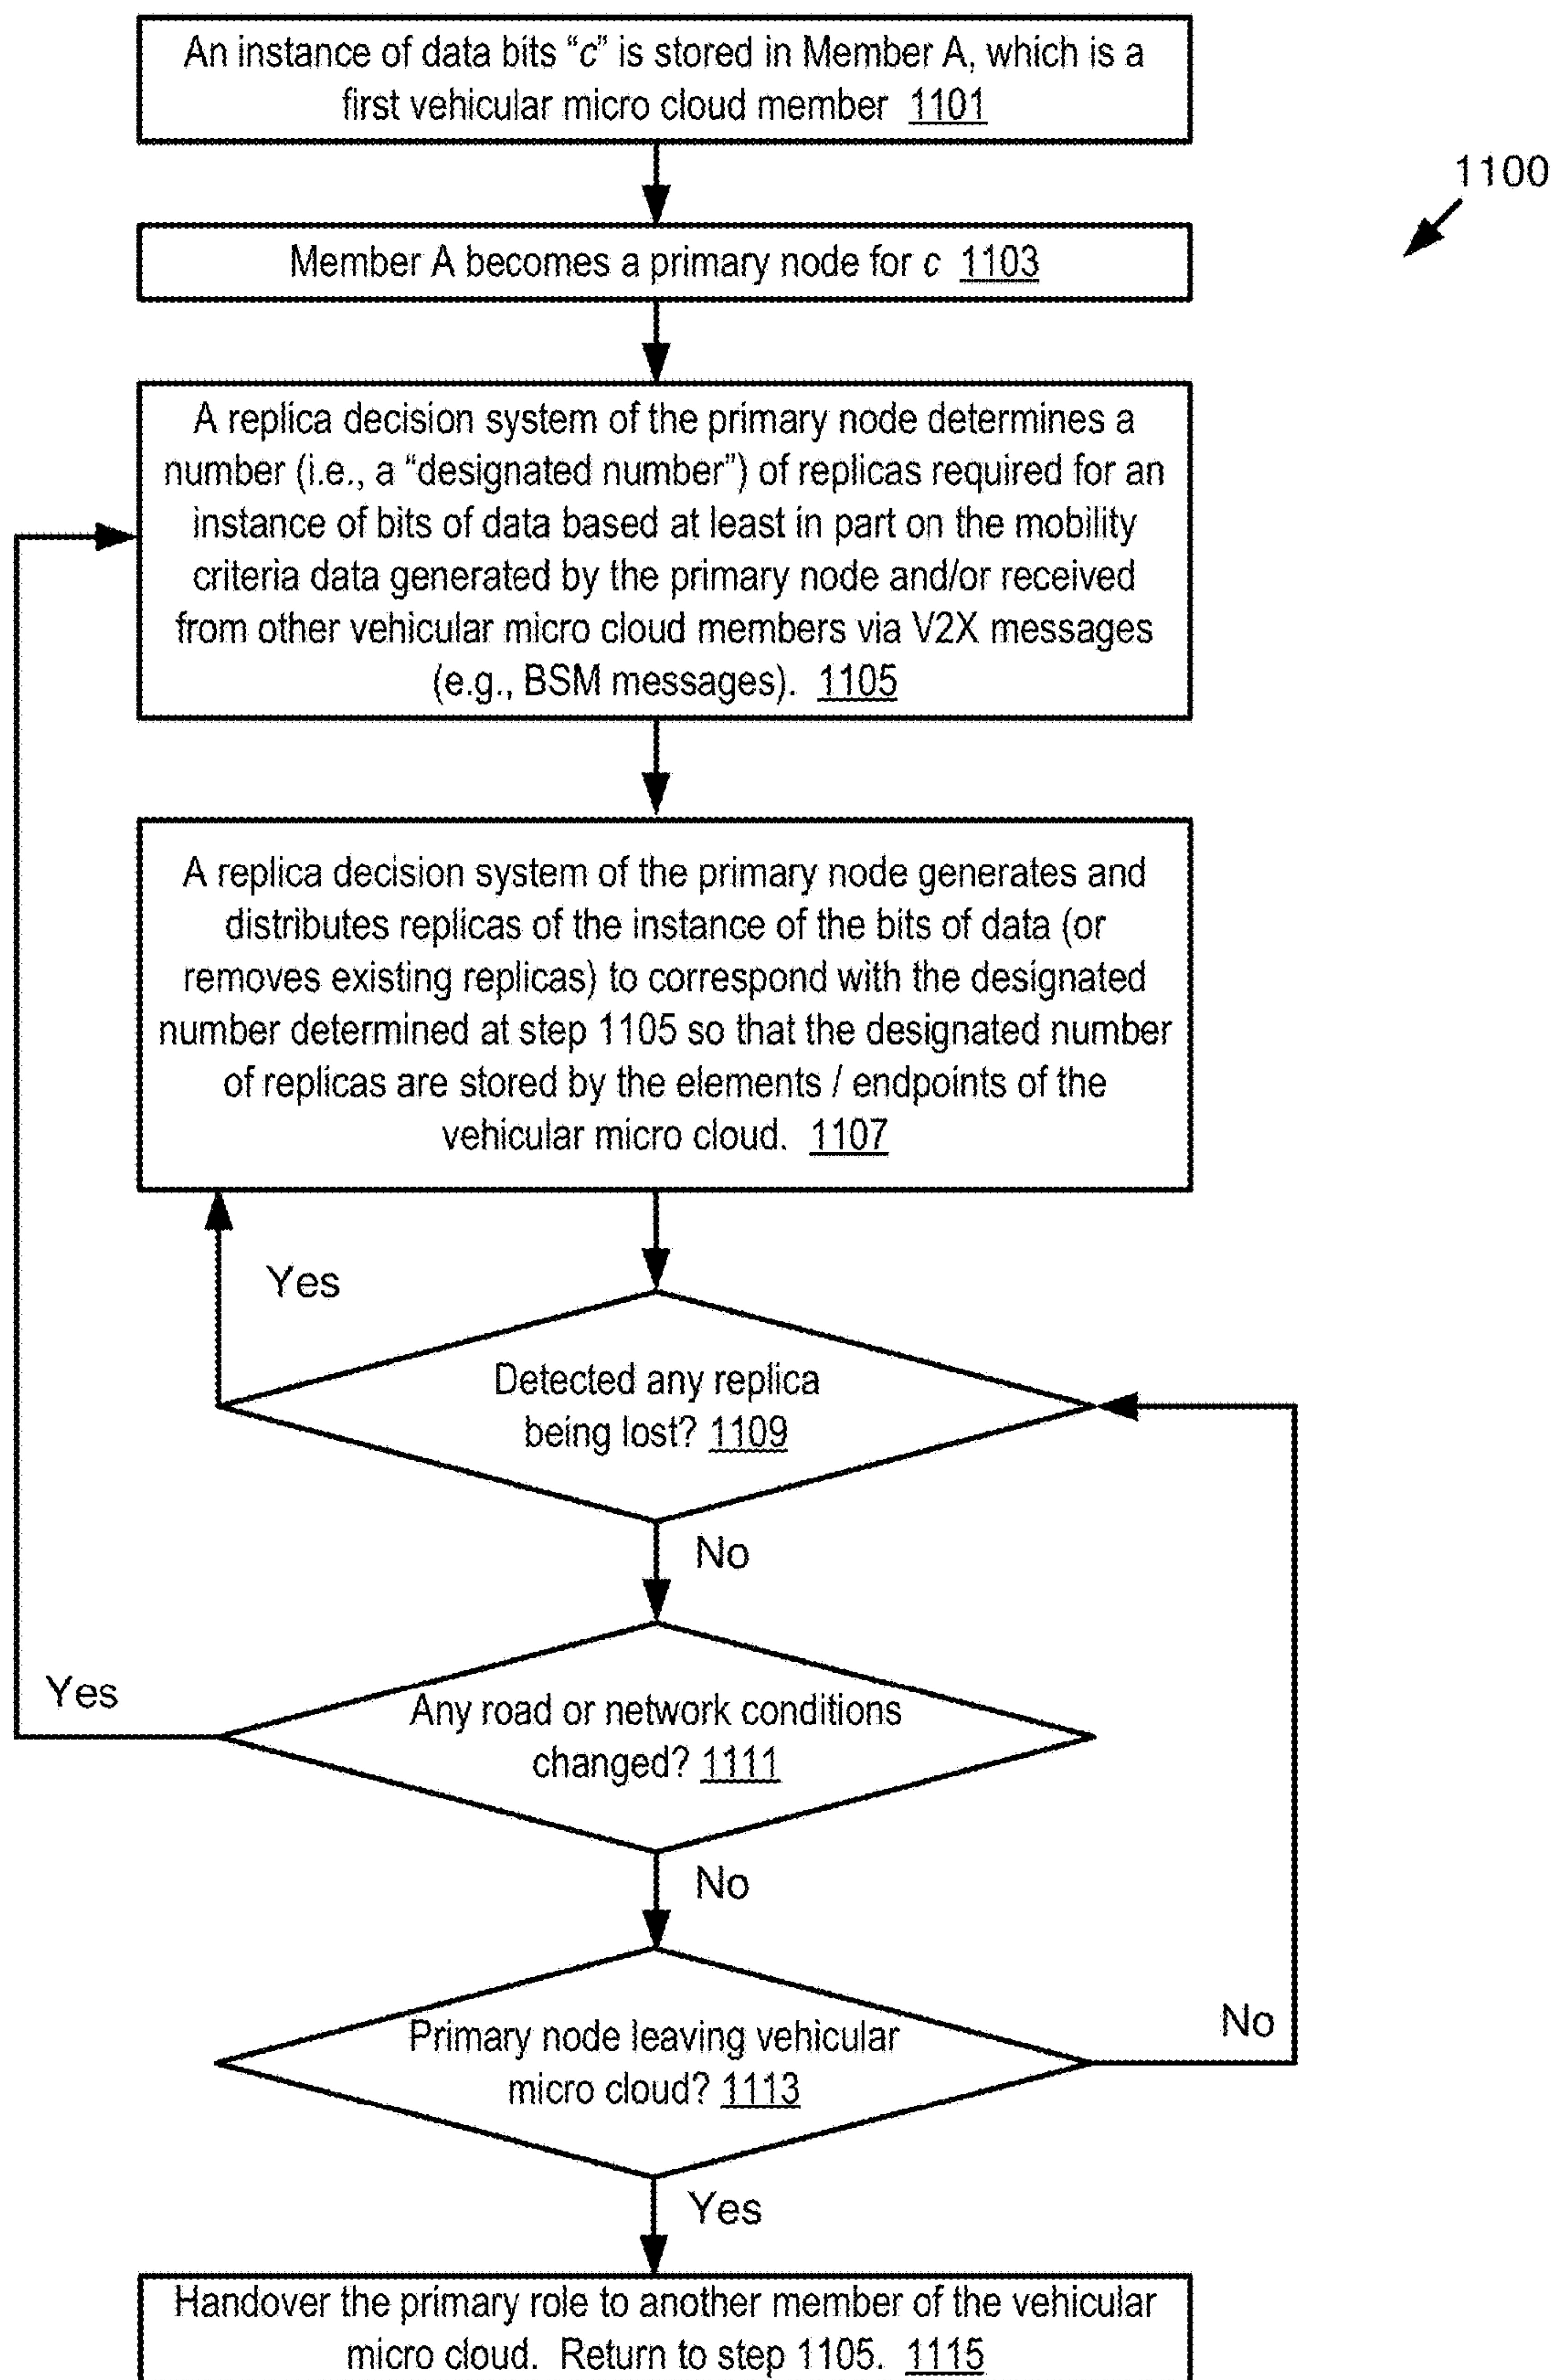 An instance of data bits “c” is stored in Member A, which is a
first vehicular micro cloud member 1101
1100
Member A becomes a primary node for c 1103
A replica decision system of the primary node determines a
number (i.e., a “designated number”) of replicas required for an
instance of bits of data based at least in part on the mobility
criteria data generated by the primary node and/or received
from other vehicular micro cloud members via V2X messages
(e.g., BSM messages). 1105
A replica decision system of the primary node generates and
distributes replicas of the instance of the bits of data (or
removes existing replicas) to correspond with the designated
number determined at step 1105 so that the designated number
of replicas are stored by the elements / endpoints of the
vehicular micro cloud. 1107
Yes
Detected any replica
being lost? 1109
No
Yes
Any road or network conditions
changed? 1111
No
Primary node leaving vehicular
micro cloud? 1113
No
Yes
Handover the primary role to another member of the vehicular
micro cloud. Return to step 1105. 1115